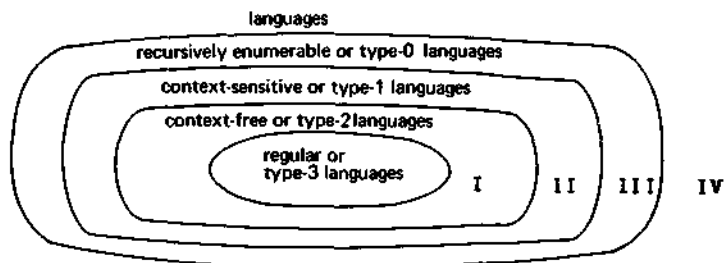 languages
recursively enumerable or type-0 languages
context-sensitive or type-1 languages
context-free or type-2 languages
regular or
type-3 languages
I II III IV